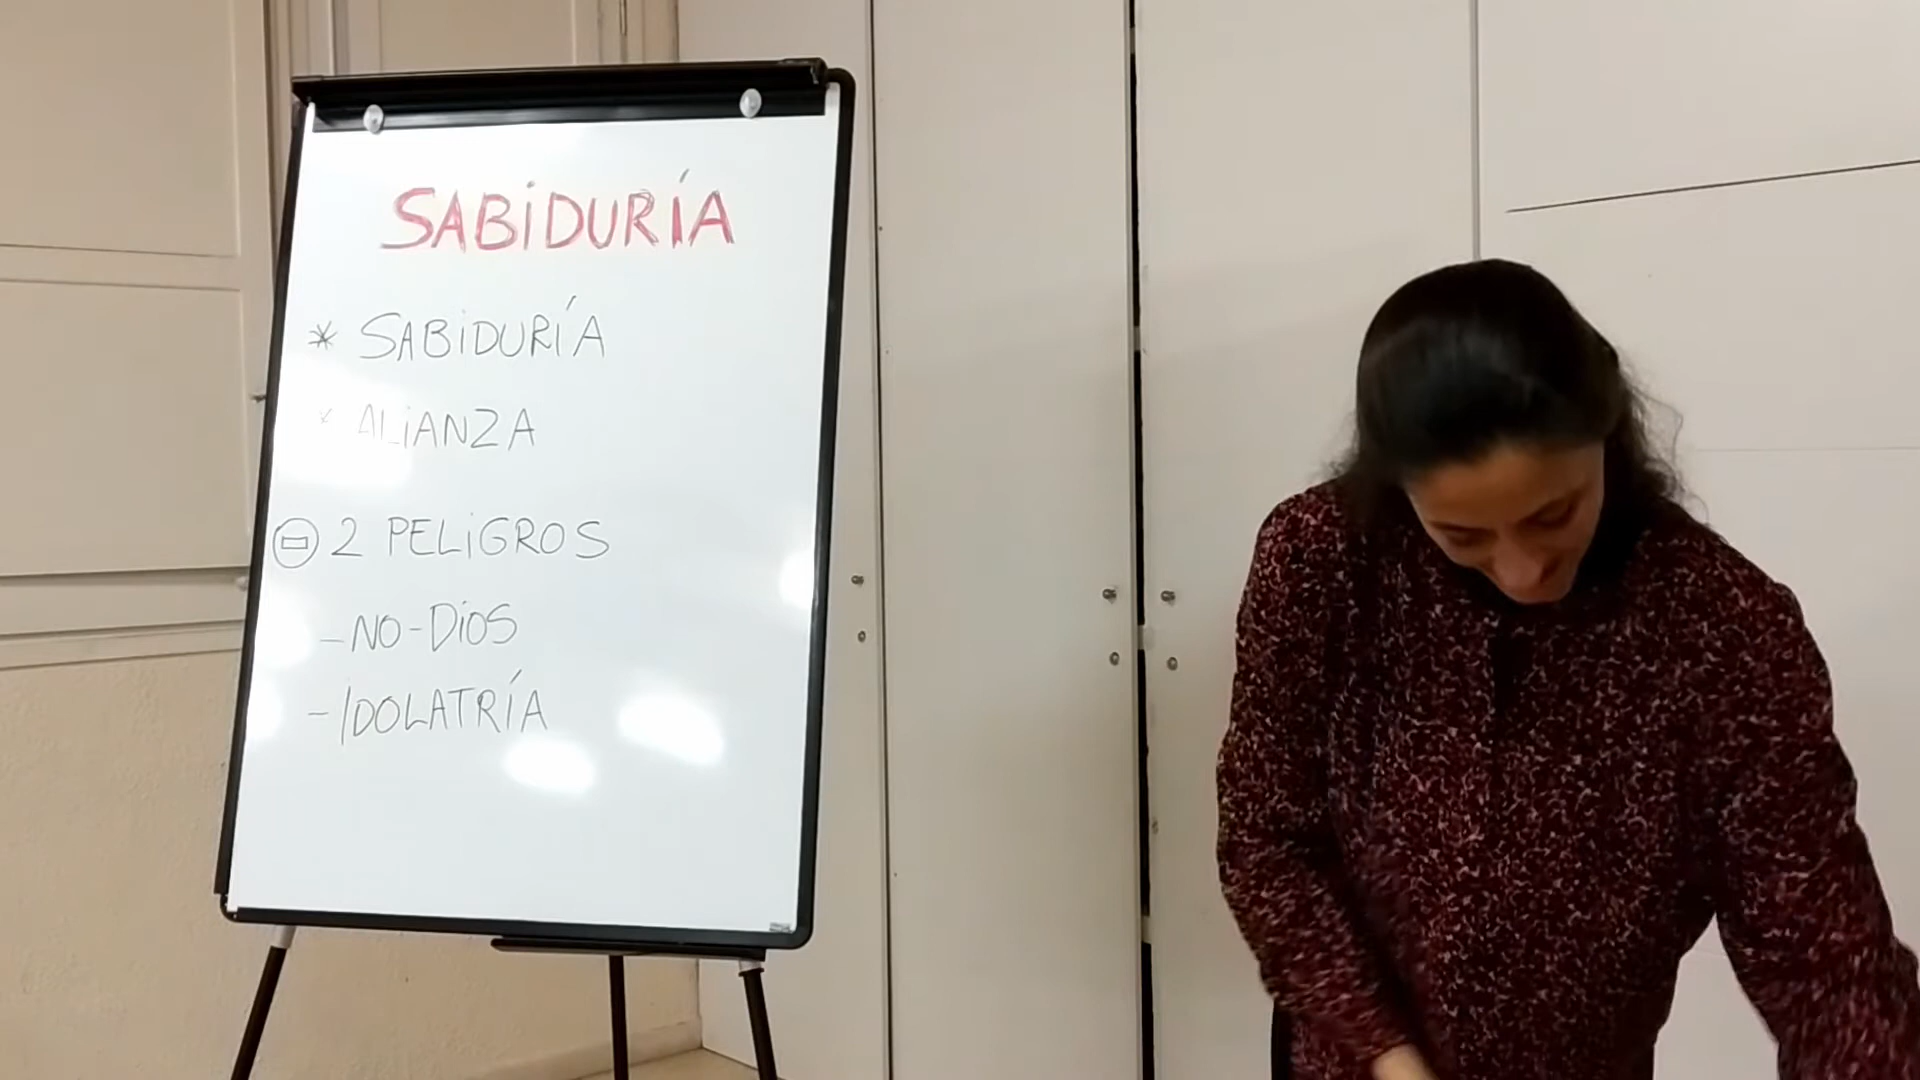 SABiDURÍA
* SABiDURÍA
* ALiANZA
2 PELiGROS
-NO-DiOS
-IDOLATRÍA